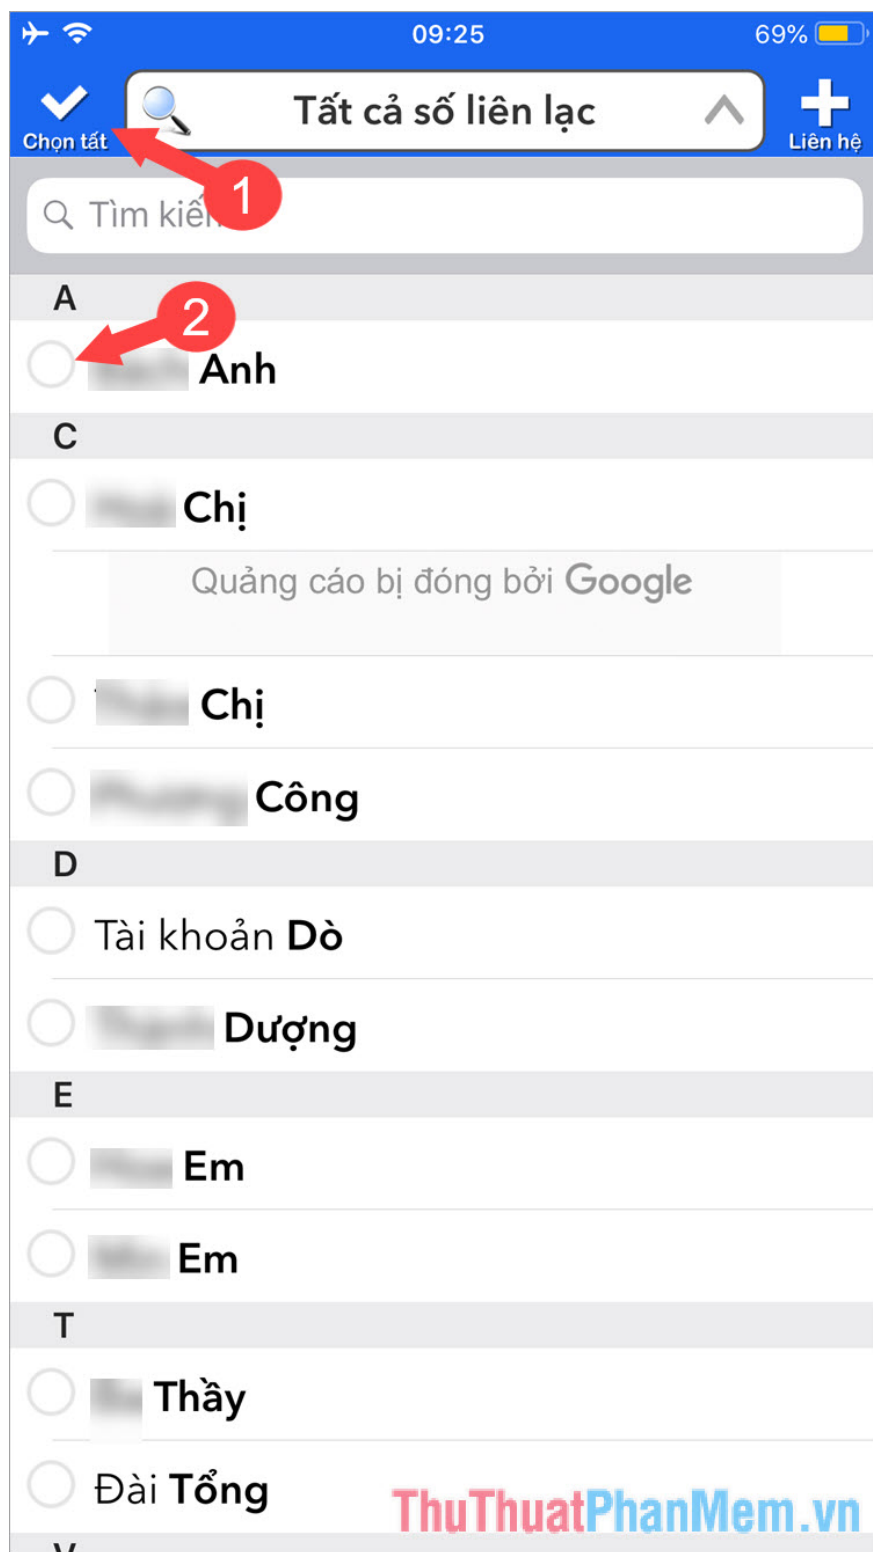 09:25
69%
Chọn tất
Tất cả số liên lạc
Liên hệ
1
Tìm
A
2
Anh
C
Chị
Quảng cáo bị đóng bởi Google
Chị
Công
D
Tài khoản Dò
Dượng
E
Em
Em
T
Thầy
Đài Tổng
ThuThuatPhanMem.vn